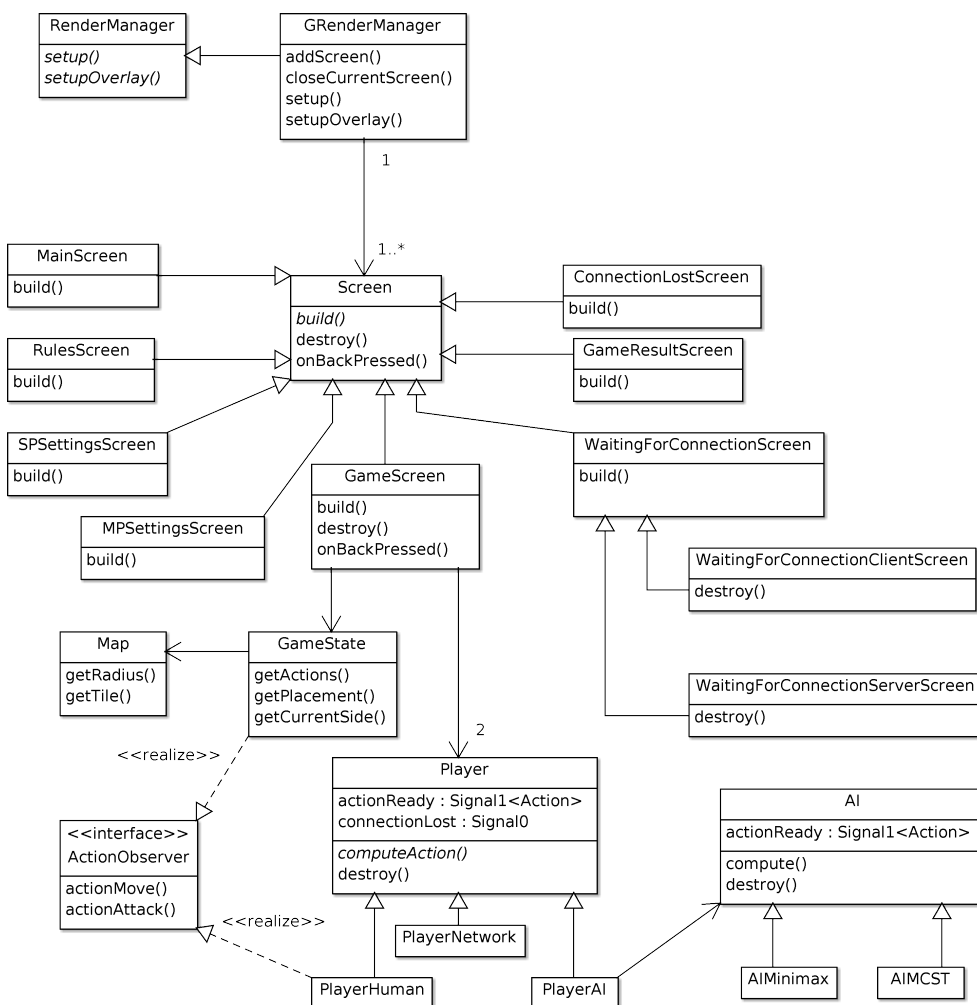 RenderManager
setup()
setupOverlay()
GRenderManager
addScreen()
closeCurrentScreen()
setup()
setupOverlay()
1
1..*
MainScreen
build()
Screen
build()
destroy()
onBackPressed()
ConnectionLostScreen
build()
RulesScreen
build()
GameResultScreen
build()
SPSettingsScreen
build()
WaitingForConnectionScreen
build()
GameScreen
build()
destroy()
onBackPressed()
MPSettingsScreen
build()
WaitingForConnectionClientScreen
destroy()
Map
getRadius()
getTile()
GameState
getActions()
getPlacement()
getCurrentSide()
WaitingForConnectionServerScreen
destroy()
2
<<realize>>
Player
actionReady : Signal1<Action>
connectionLost : Signal0
computeAction()
destroy()
AI
actionReady : Signal1<Action>
compute()
destroy()
<<interface>>
ActionObserver
actionMove()
actionAttack()
<<realize>>
PlayerNetwork
PlayerHuman
PlayerAI
AIMinimax
AIMCST